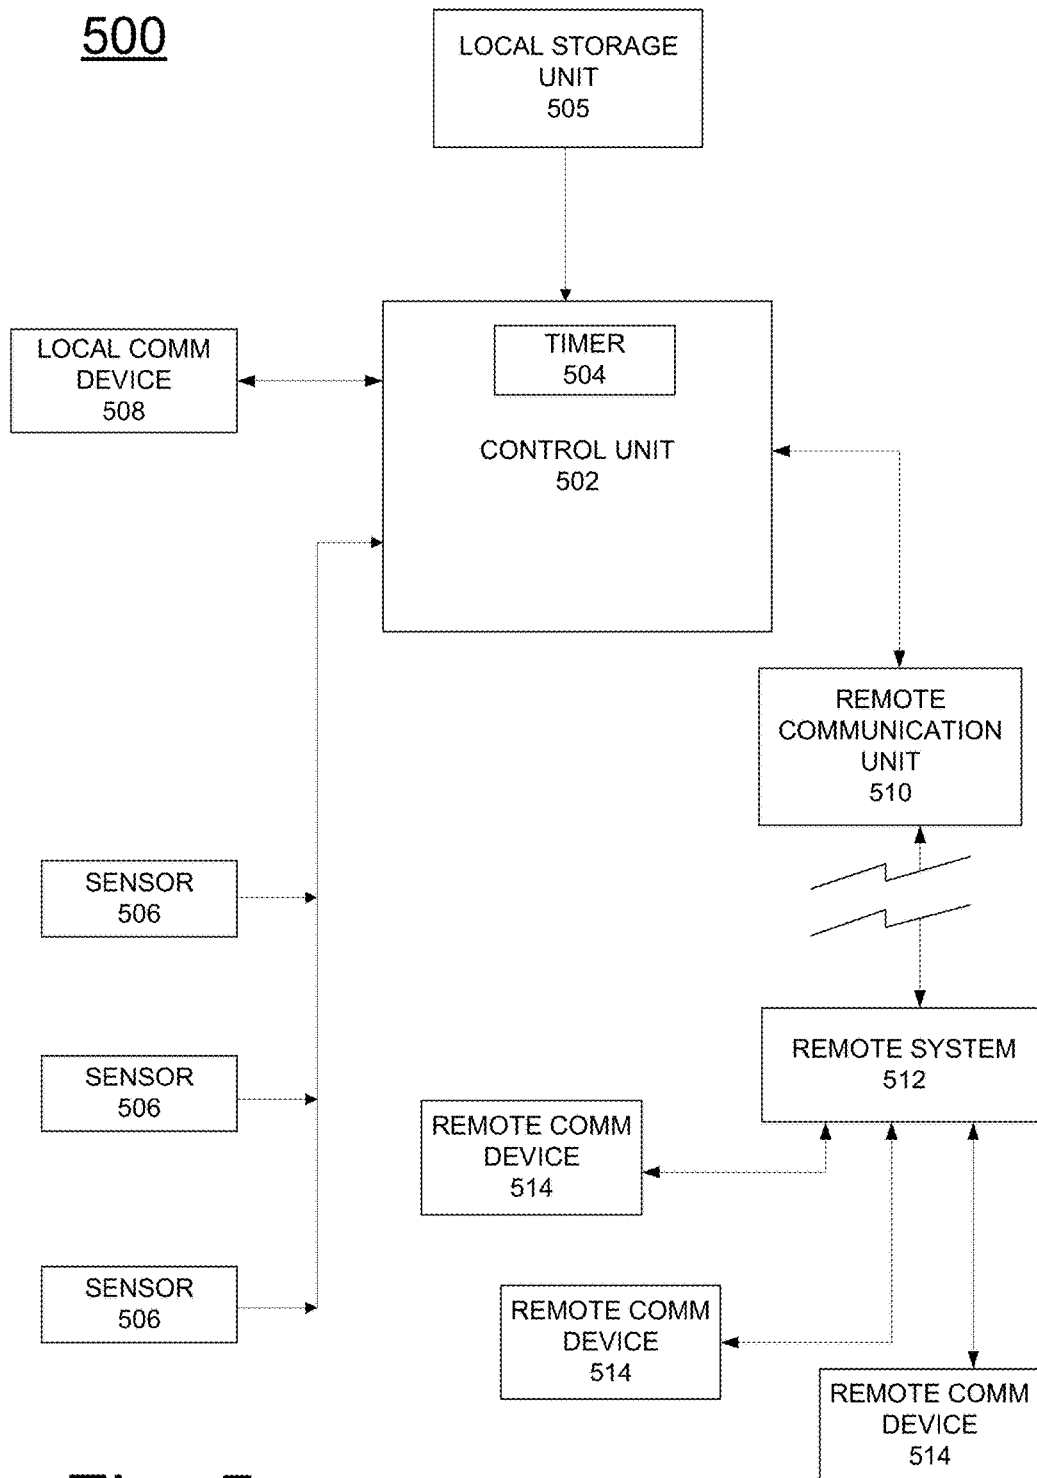 500
LOCAL STORAGE
UNIT
505
TIMER
504
LOCAL COMM
DEVICE
508
CONTROL UNIT
502
REMOTE
COMMUNICATION
UNIT
510
SENSOR
506
REMOTE SYSTEM
512
SENSOR
506
REMOTE COMM
DEVICE
514
SENSOR
506
REMOTE COMM
DEVICE
514
REMOTE COMM
DEVICE
514